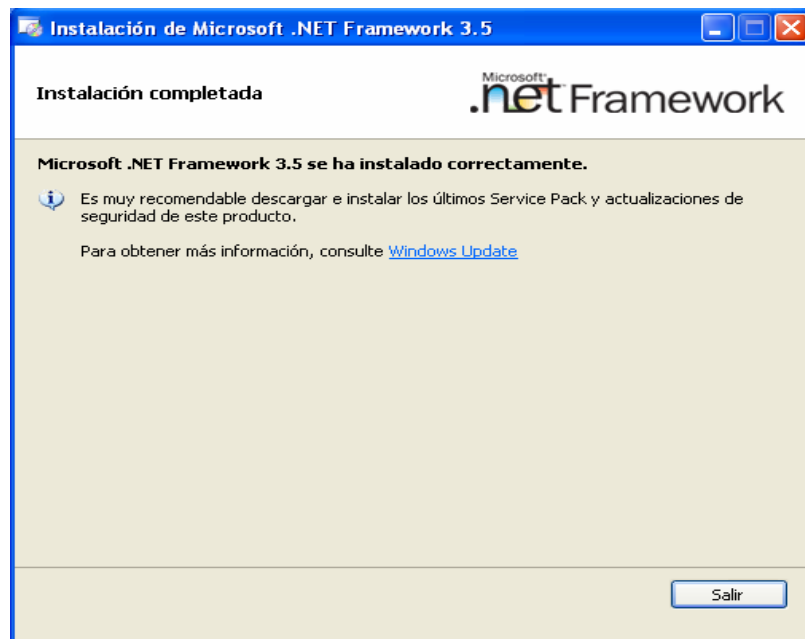 Instalación de Microsoft .NET Framework 3.5
Instalación completada
Microsoft
.net Framework
Microsoft .NET Framework 3.5 se ha instalado correctamente.
Es muy recomendable descargar e instalar los últimos Service Pack y actualizaciones de
seguridad de este producto.
Para obtener más información, consulte Windows Update
Salir